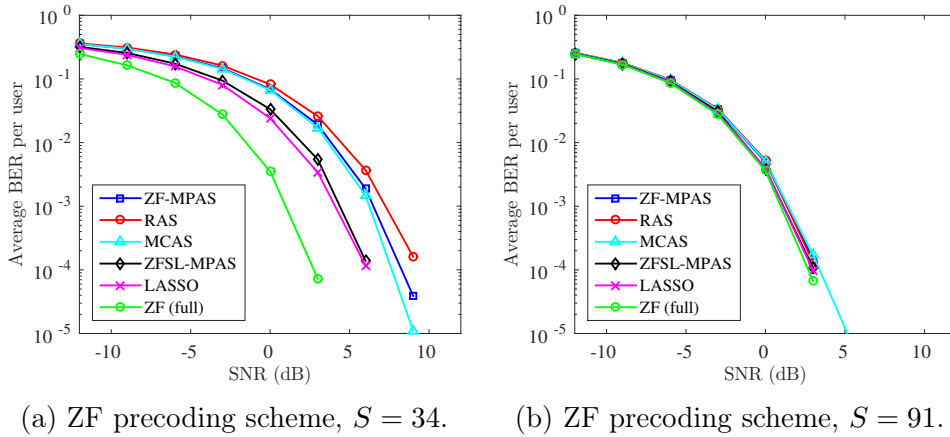 10^0
10^-1
10^-2
10^-3
10^-4
10^-5
Average BER per user
ZF-MPAS
RAS
MCAS
ZFSL-MPAS
LASSO
ZF (full)
-10 -5 0 5 10
SNR (dB)
(a) ZF precoding scheme, S = 34.
10^0
10^-1
10^-2
10^-3
10^-4
10^-5
Average BER per user
ZF-MPAS
RAS
MCAS
ZFSL-MPAS
LASSO
ZF (full)
-10 -5 0 5 10
SNR (dB)
(b) ZF precoding scheme, S = 91.